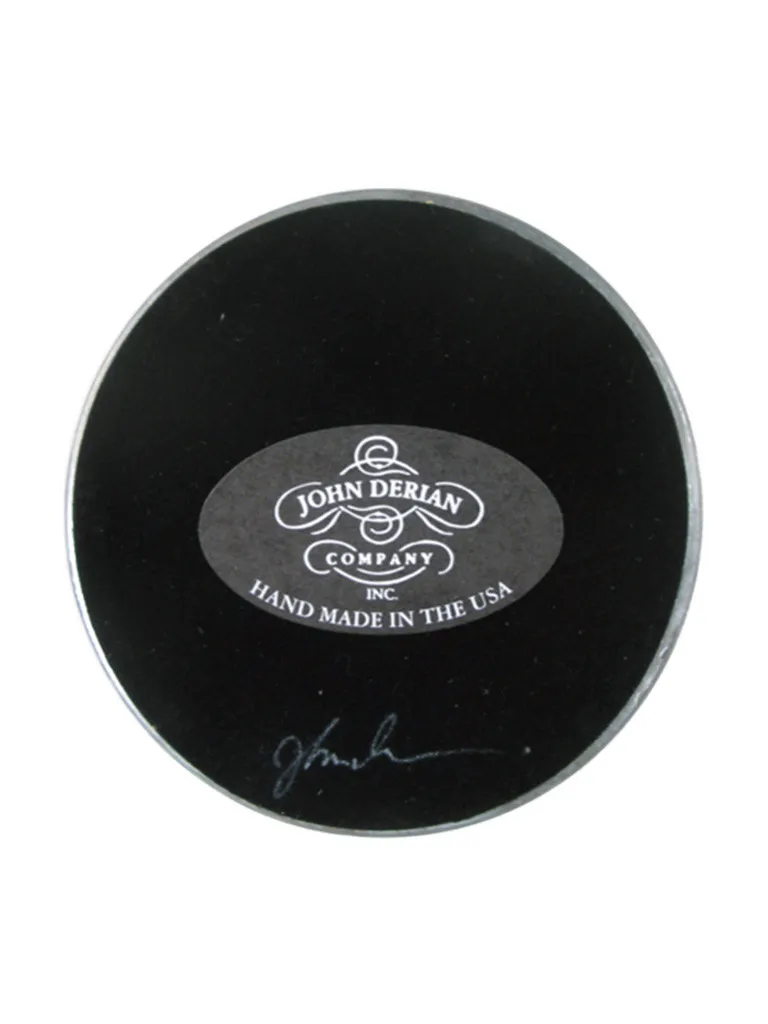 JOHN DERIAN
COMPANY
INC.
HAND MADE IN THE USA